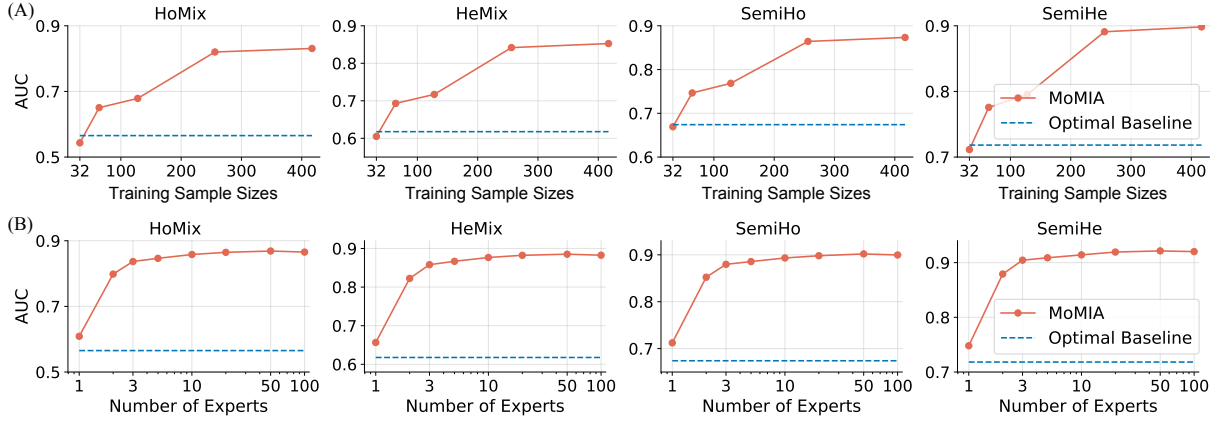 (A)
HoMix
HeMix
SemiHo
SemiHe
AUC
0.9
0.7
0.5
32 100 200 300 400
Training Sample Sizes
0.9
0.8
0.7
0.6
32 100 200 300 400
Training Sample Sizes
0.9
0.8
0.7
0.6
32 100 200 300 400
Training Sample Sizes
0.9
0.8
0.7
32 100 200 300 400
Training Sample Sizes
MoMIA
Optimal Baseline
(B)
HoMix
HeMix
SemiHo
SemiHe
AUC
0.9
0.7
0.5
1 3 10 50 100
Number of Experts
0.9
0.8
0.7
0.6
1 3 10 50 100
Number of Experts
0.9
0.8
0.7
1 3 10 50 100
Number of Experts
0.9
0.8
0.7
1 3 10 50 100
Number of Experts
MoMIA
Optimal Baseline